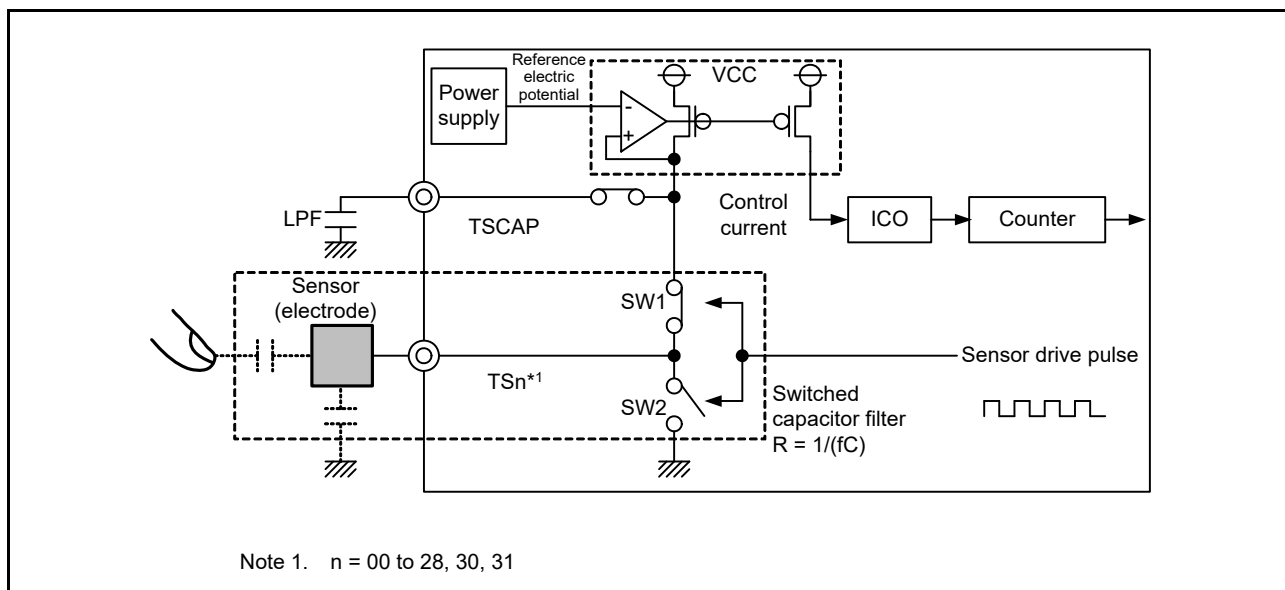 Reference
electric
potential
VCC
Power
supply
-
+
LPF
TSCAP
Control
current
ICO
Counter
Sensor
(electrode)
SW1
Sensor drive pulse
TSn*1
SW2
Switched
capacitor filter
R = 1/(fC)
Note 1. n = 00 to 28, 30, 31